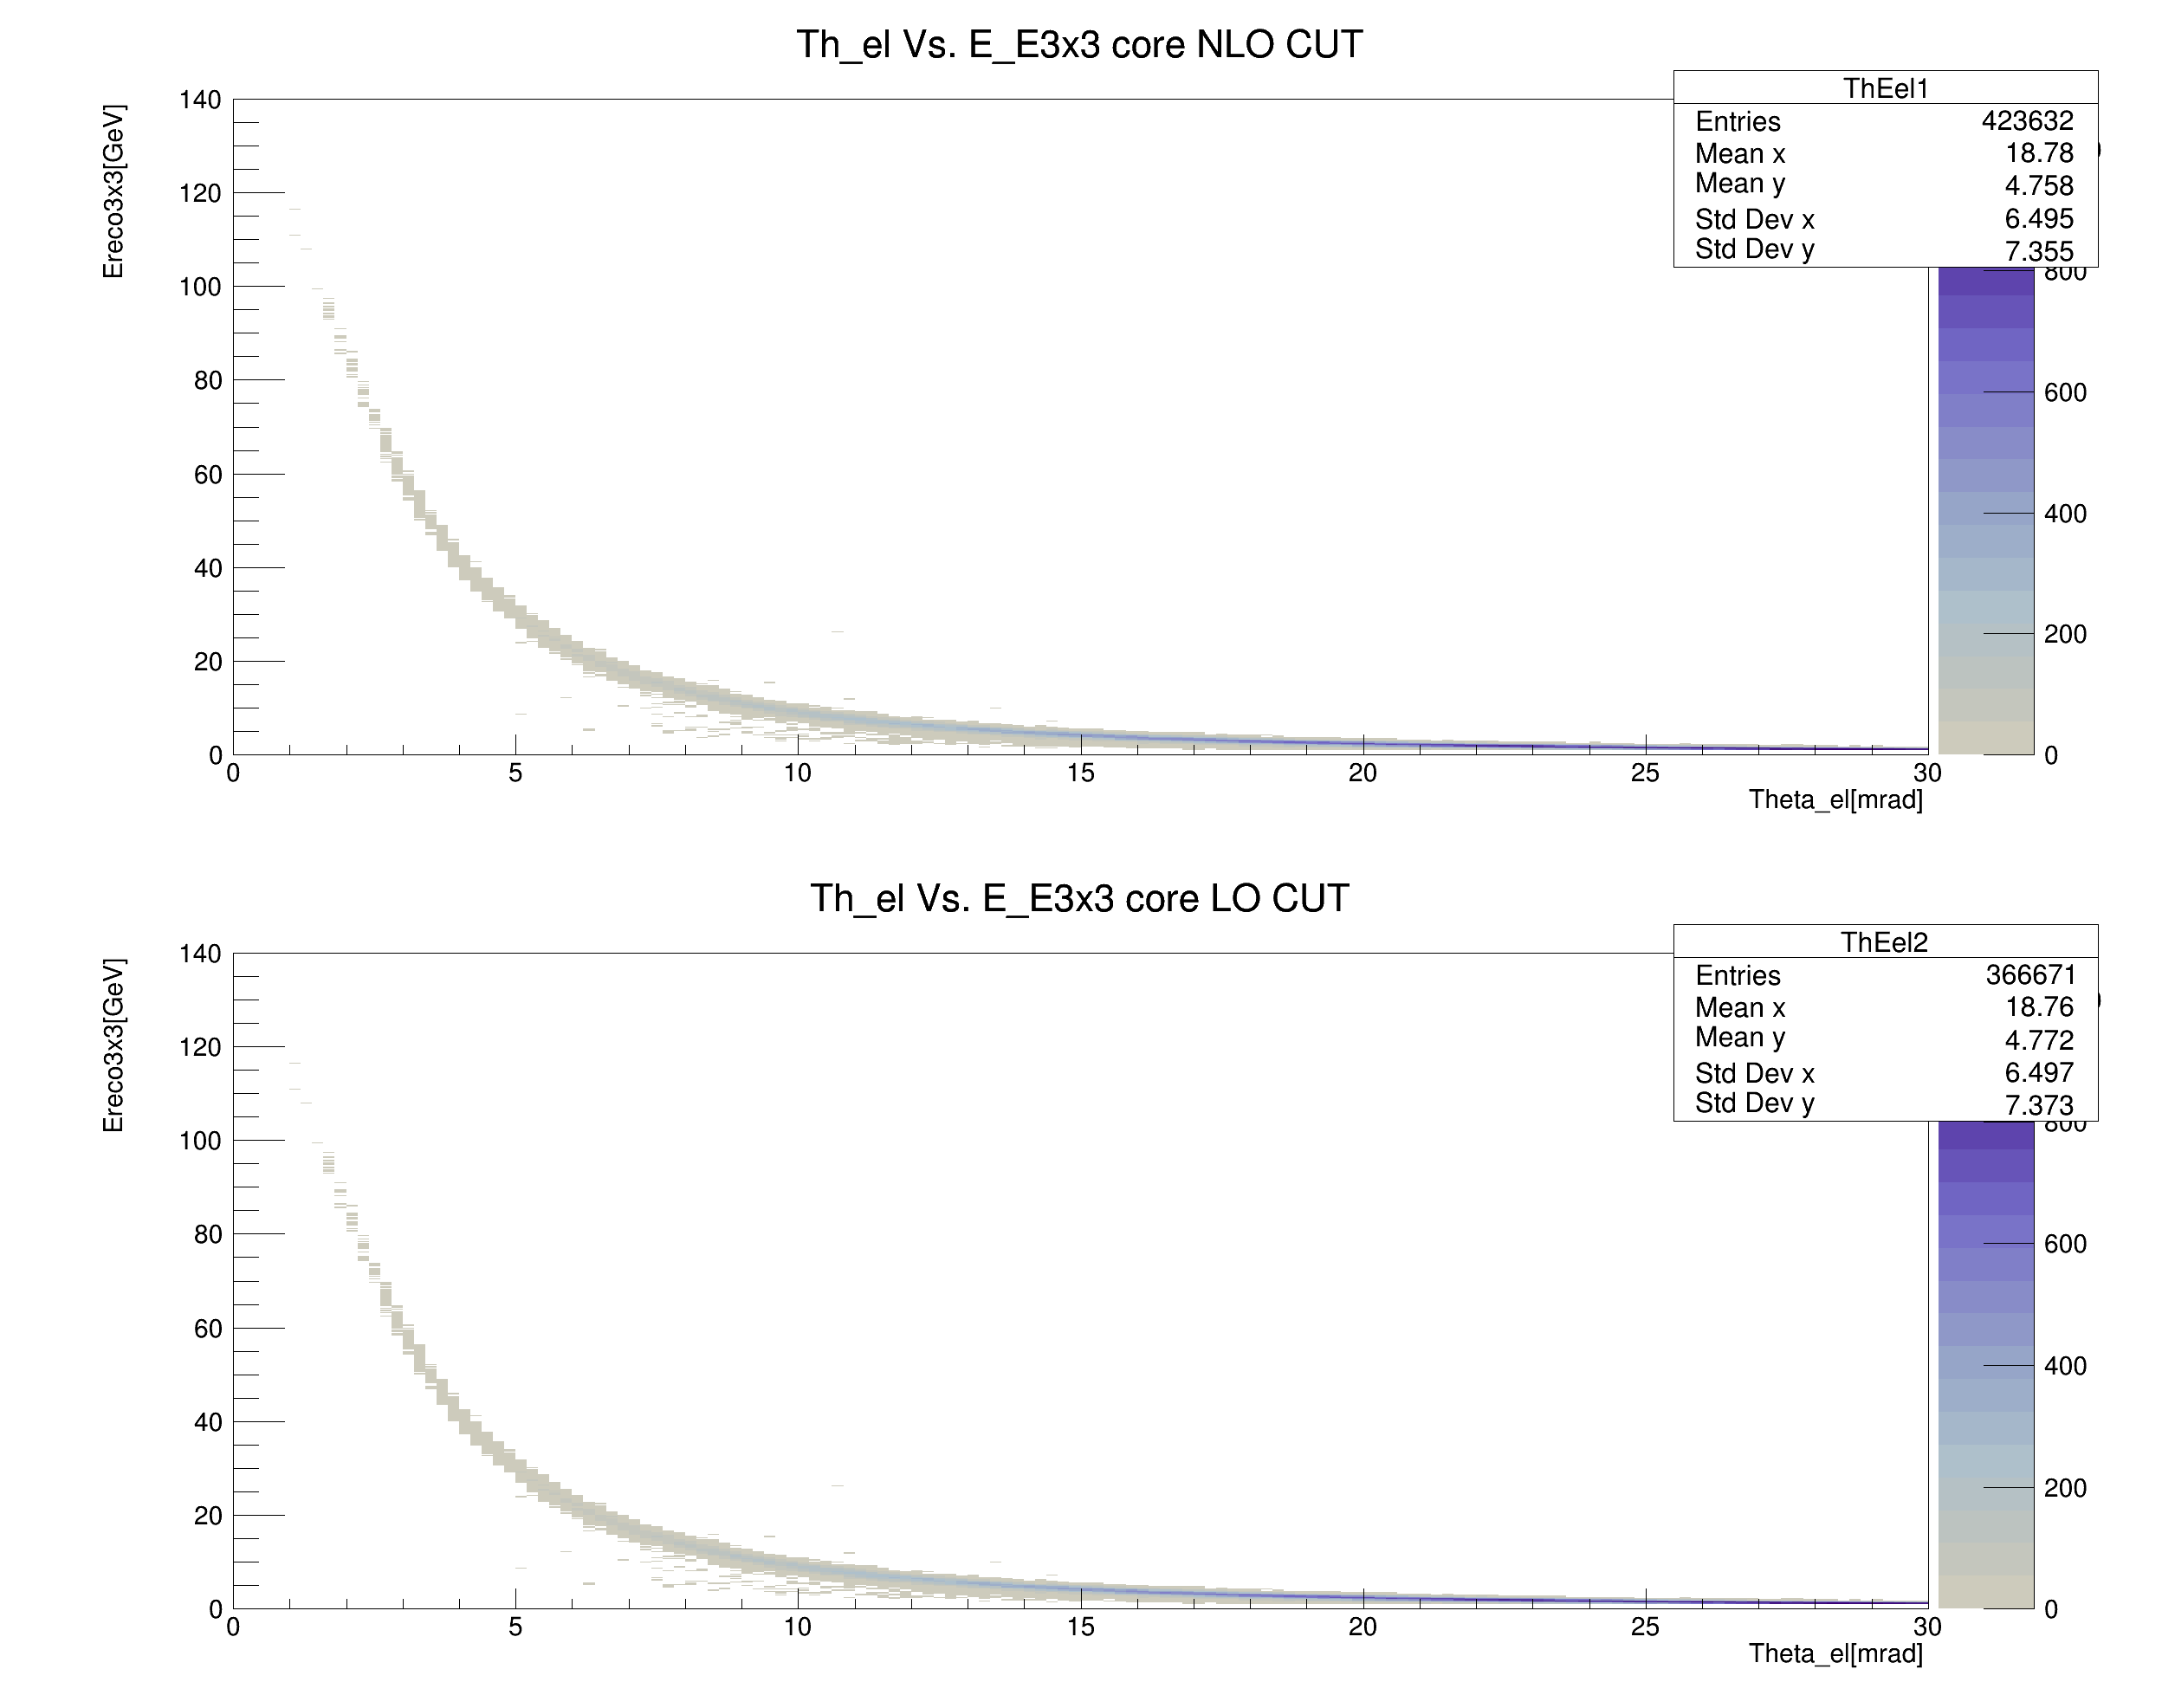 Th_el Vs. E_E3x3 core NLO CUT
ThEel1
Entries 423632
Mean x 18.78
Mean y 4.758
Std Dev x 6.495
Std Dev y 7.355
Ereco3x3[GeV]
140
120
100
80
60
40
20
0
0 5 10 15 20 25 30
Theta_el[mrad]
800
600
400
200
0
Th_el Vs. E_E3x3 core LO CUT
ThEel2
Entries 366671
Mean x 18.76
Mean y 4.772
Std Dev x 6.497
Std Dev y 7.373
Ereco3x3[GeV]
140
120
100
80
60
40
20
0
0 5 10 15 20 25 30
Theta_el[mrad]
800
600
400
200
0